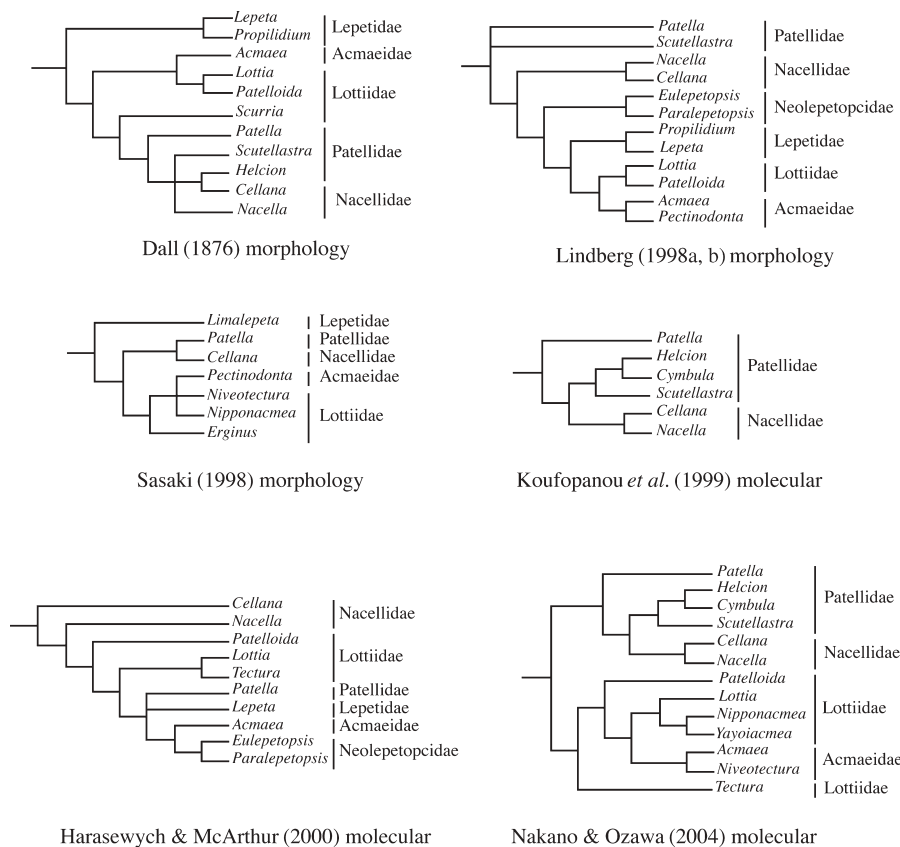 Lepeta
Propilidium
Lepetidae
Acmaea
Acmaeidae
Lottia
Patelloida
Lottiidae
Scurria
Patella
Scutellastra
Patellidae
Helcion
Cellana
Nacellidae
Nacella
Dall (1876) morphology
Patella
Patellidae
Scutellastra
Nacella
Nacellidae
Cellana
Eulepetopsis
Neolepetopcidae
Paralepetopsis
Propilidium
Lepetidae
Lepeta
Lottia
Lottiidae
Patelloida
Acmaea
Acmaeidae
Pectinodonta
Lindberg (1998a, b) morphology
Limalepeta Lepetidae
Patella Patellidae
Cellana Nacellidae
Pectinodonta Acmaeidae
Niveotectura
Nipponacmea Lottiidae
Erginus
Sasaki (1998) morphology
Patella
Helcion
Patellidae
Cymbula
Scutellastra
Cellana
Nacellidae
Nacella
Koufopanou et al. (1999) molecular
Cellana
Nacellidae
Nacella
Patelloida
Lottia
Lottiidae
Tectura
Patella Patellidae
Lepeta Lepetidae
Acmaea Acmaeidae
Eulepetopsis
Neolepetopcidae
Paralepetopsis
Harasewych & McArthur (2000) molecular
Patella
Helcion
Patellidae
Cymbula
Scutellastra
Cellana
Nacellidae
Nacella
Patelloida
Lottia
Lottiidae
Nipponacmea
Yayoiacmea
Acmaea
Acmaeidae
Niveotectura
Tectura Lottiidae
Nakano & Ozawa (2004) molecular